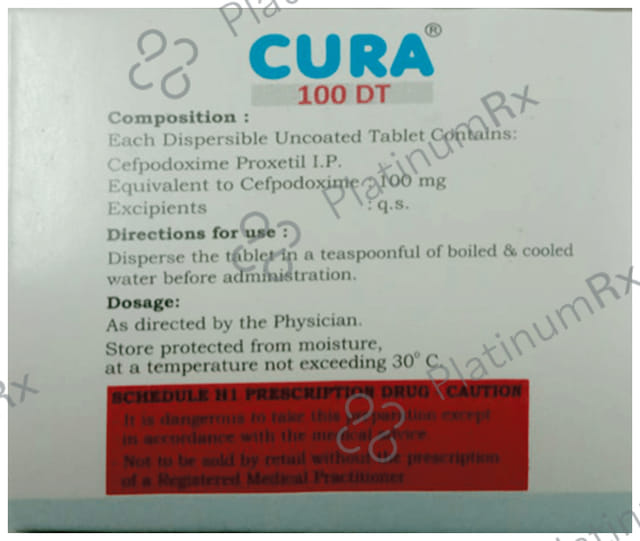 CURA®
100 DT
Composition :
Each Dispersible Uncoated Tablet Contains:
Cefpodoxime Proxetil I.P.
Equivalent to Cefpodoxime 100 mg
Excipients : q.s.
Directions for use :
Disperse the tablet in a teaspoonful of boiled & cooled
water before administration.
Dosage:
As directed by the Physician.
Store protected from moisture,
at a temperature not exceeding 30° C.
SCHEDULE H1 PRESCRIPTION DRUG CAUTION
It is dangerous to take this preparation except
in accordance with the medical advice
Not to be sold by retail without the prescription
of a Registered Medical Practitioner
PlatinumRx
PlatinumRx
Rx